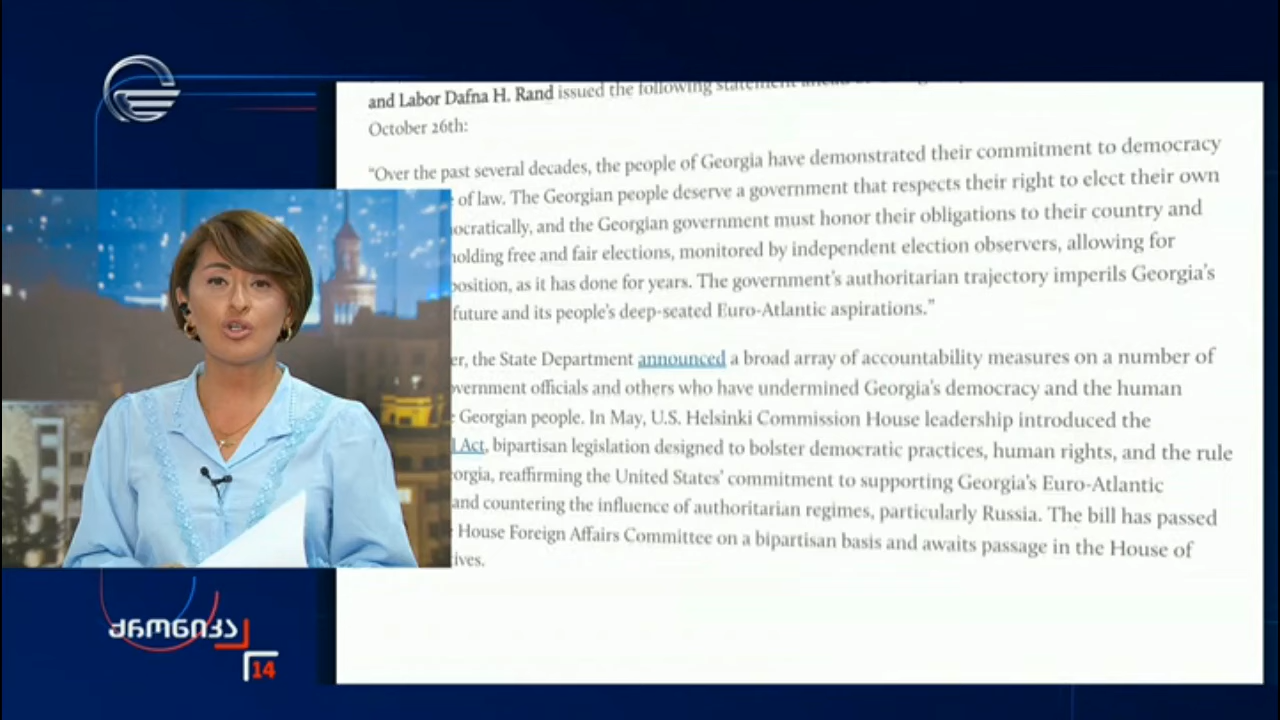 and Labor Dafna H. Rand issued the following statement ahead
October 26th:
“Over the past several decades, the people of Georgia have demonstrated their commitment to democracy
of law. The Georgian people deserve a government that respects their right to elect their own
ocratically, and the Georgian government must honor their obligations to their country and
olding free and fair elections, monitored by independent election observers, allowing for
osition, as it has done for years. The government’s authoritarian trajectory imperils Georgia’s
future and its people’s deep-seated Euro-Atlantic aspirations.”
er, the State Department announced a broad array of accountability measures on a number of
vernment officials and others who have undermined Georgia’s democracy and the human
Georgian people. In May, U.S. Helsinki Commission House leadership introduced the
l Act, bipartisan legislation designed to bolster democratic practices, human rights, and the rule
orgia, reaffirming the United States’ commitment to supporting Georgia’s Euro-Atlantic
and countering the influence of authoritarian regimes, particularly Russia. The bill has passed
House Foreign Affairs Committee on a bipartisan basis and awaits passage in the House of
ives.
ქრონიკა
14